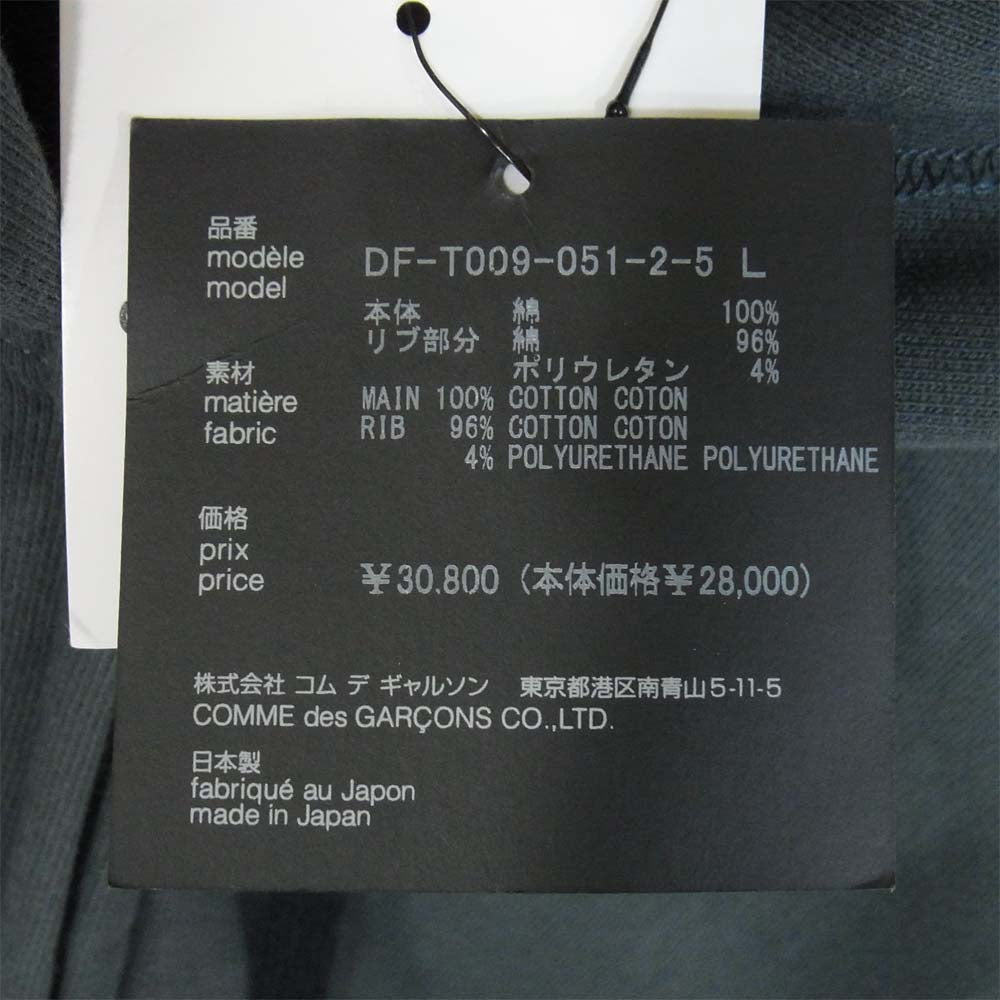 品番
modèle
model
DF-T009-051-2-5 L
本体 綿 100%
リブ部分 綿 96%
ポリウレタン 4%
素材
matière
fabric
MAIN 100% COTTON COTON
RIB 96% COTTON COTON
4% POLYURETHANE POLYURETHANE
価格
prix
price
￥30,800 (本体価格￥28,000)
株式会社 コム デ ギャルソン 東京都港区南青山5-11-5
COMME des GARÇONS CO.,LTD.
日本製
fabriqué au Japon
made in Japan